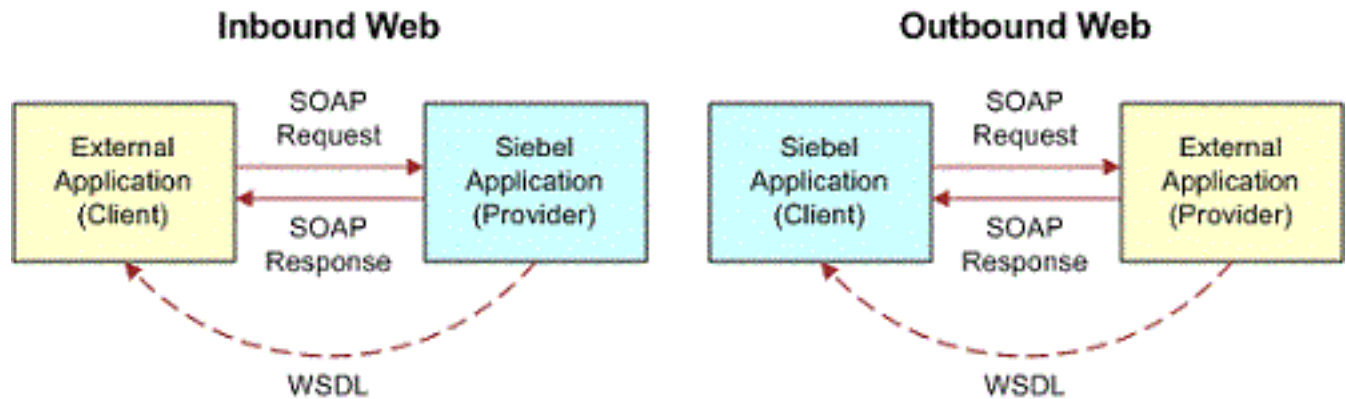 Inbound Web
External
Application
(Client)
SOAP
Request
SOAP
Response
Siebel
Application
(Provider)
WSDL
Outbound Web
Siebel
Application
(Client)
SOAP
Request
SOAP
Response
External
Application
(Provider)
WSDL